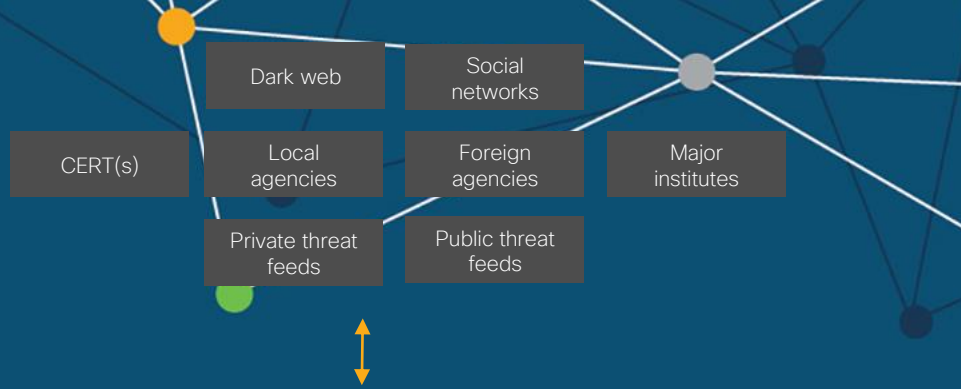 Dark web
Social
networks
CERT(s)
Local
agencies
Foreign
agencies
Major
institutes
Private threat
feeds
Public threat
feeds